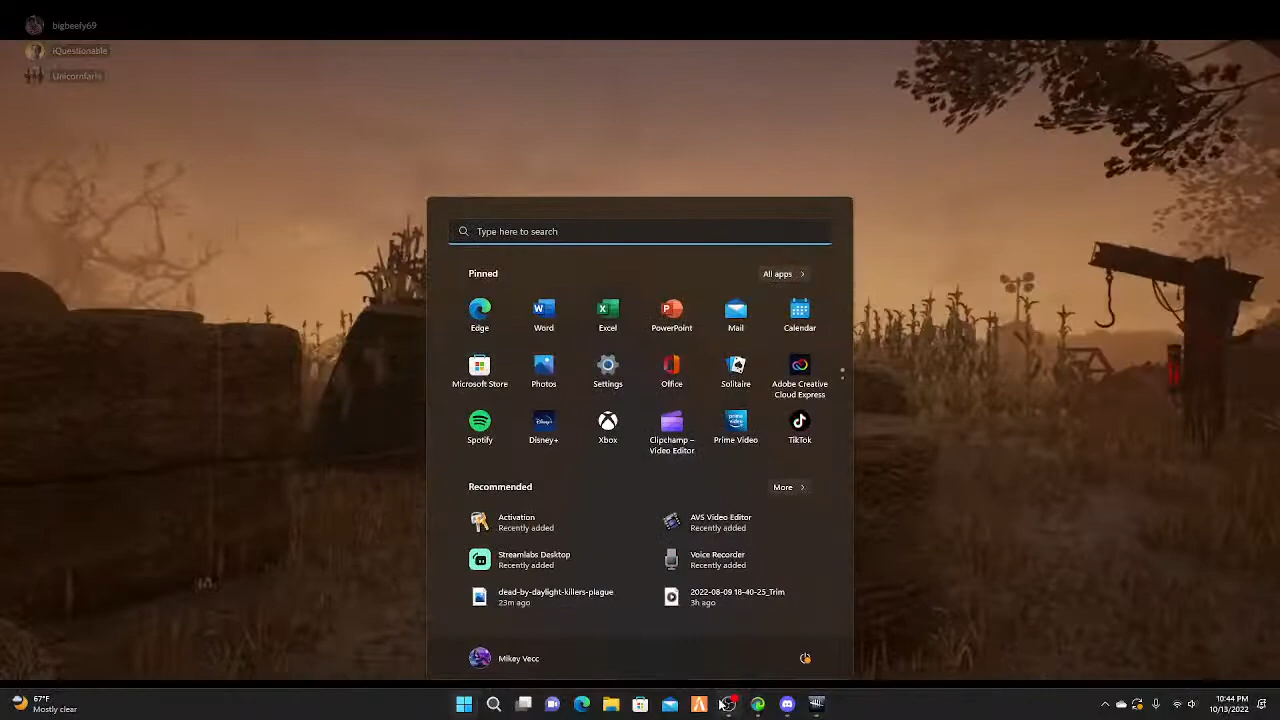 bigbeefy69
iQuestionable
Unicornfarls
Type here to search
Pinned
All apps
Edge
Word
Excel
PowerPoint
Mail
Calendar
Microsoft Store
Photos
Settings
Office
Solitaire
Adobe Creative
Cloud Express
Spotify
Disney+
Xbox
Clipchamp –
Video Editor
Prime Video
TikTok
Recommended
More
Activation
Recently added
AVS Video Editor
Recently added
Streamlabs Desktop
Recently added
Voice Recorder
Recently added
dead-by-daylight-killers-plague
23m ago
2022-08-09 18-40-25_Trim
3h ago
Mikey Vecc
57°F
Mostly clear
10:44 PM
10/13/2022